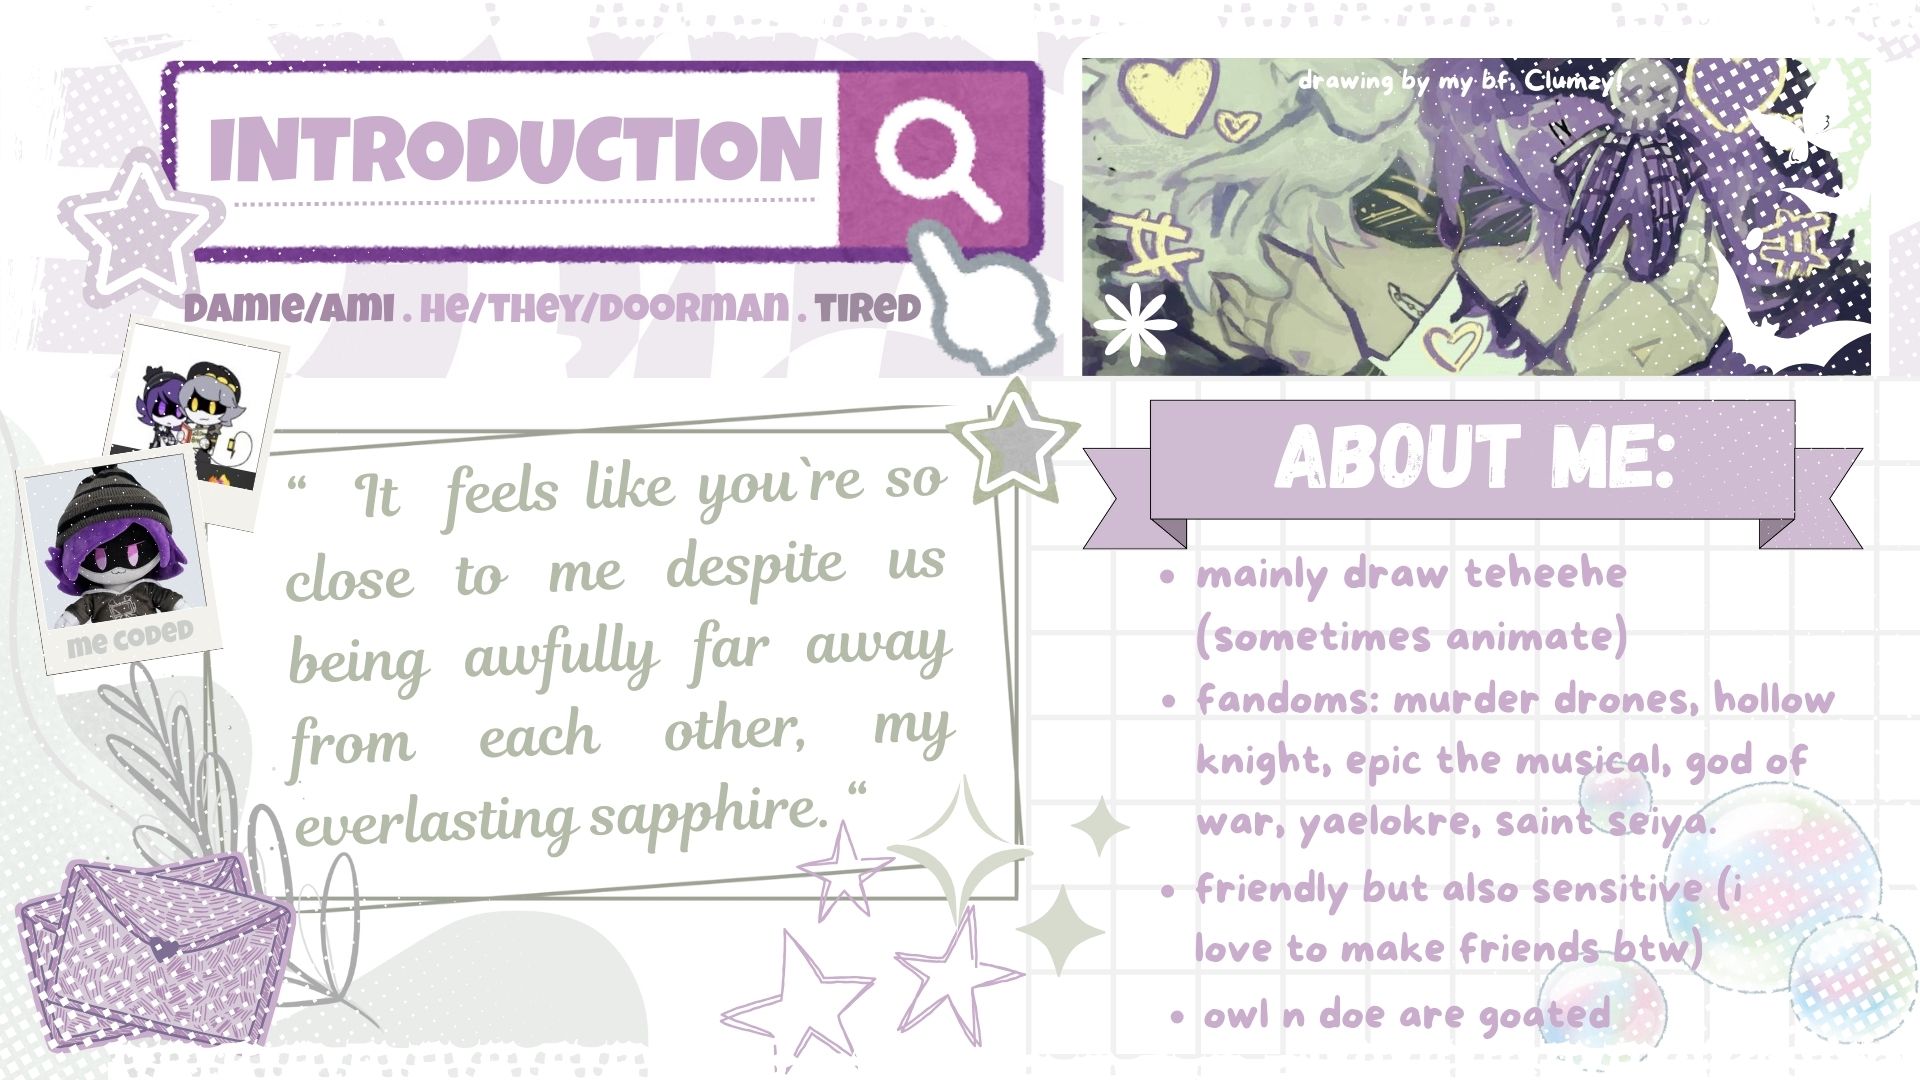 INTRODUCTION
DAMIE/AMI . HE/THEY/DOORMAN . TIRED
drawing by my bf, Clumzy!
me coded
“ It feels like you`re so
close to me despite us
being awfully far away
from each other, my
everlasting sapphire. “
ABOUT ME:
• mainly draw teheehe
(sometimes animate)
• fandoms: murder drones, hollow
knight, epic the musical, god of
war, yaelokre, saint seiya.
• friendly but also sensitive (i
love to make friends btw)
• owl n doe are goated